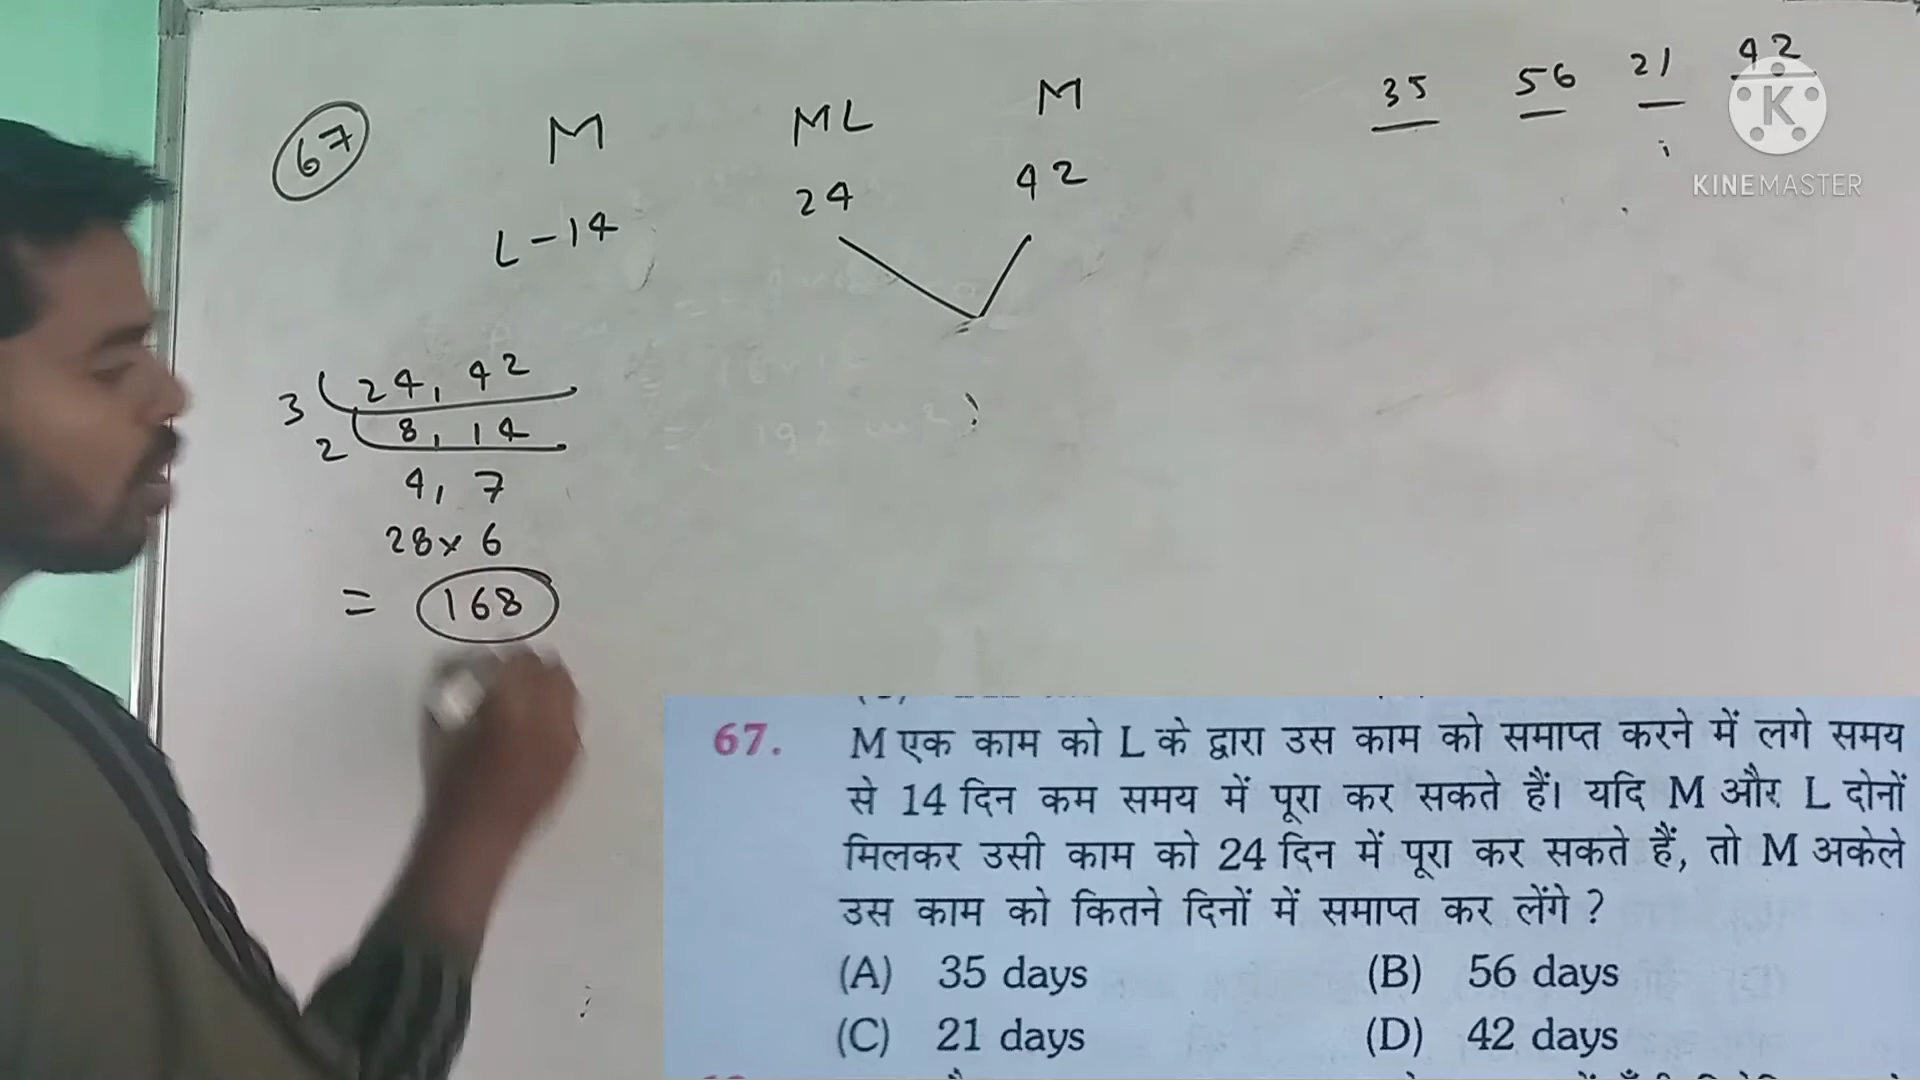 67 M ML M 35 56 21 42
L-14 24 42
KINEMASTER
3 24, 42
2 8, 14
4, 7
28x 6
= 168
67. M एक काम को L के द्वारा उस काम को समाप्त करने में लगे समय
से 14 दिन कम समय में पूरा कर सकते हैं। यदि M और L दोनों
मिलकर उसी काम को 24 दिन में पूरा कर सकते हैं, तो M अकेले
उस काम को कितने दिनों में समाप्त कर लेंगे ?
(A) 35 days (B) 56 days
(C) 21 days (D) 42 days